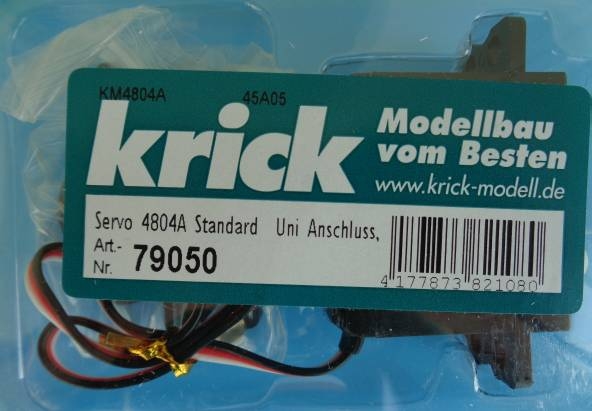 KM4804A 45A05
krick
Modellbau
vom Besten
www.krick-modell.de
Servo 4804A Standard Uni Anschluss,
Art.-
Nr. 79050
4 177873 821080